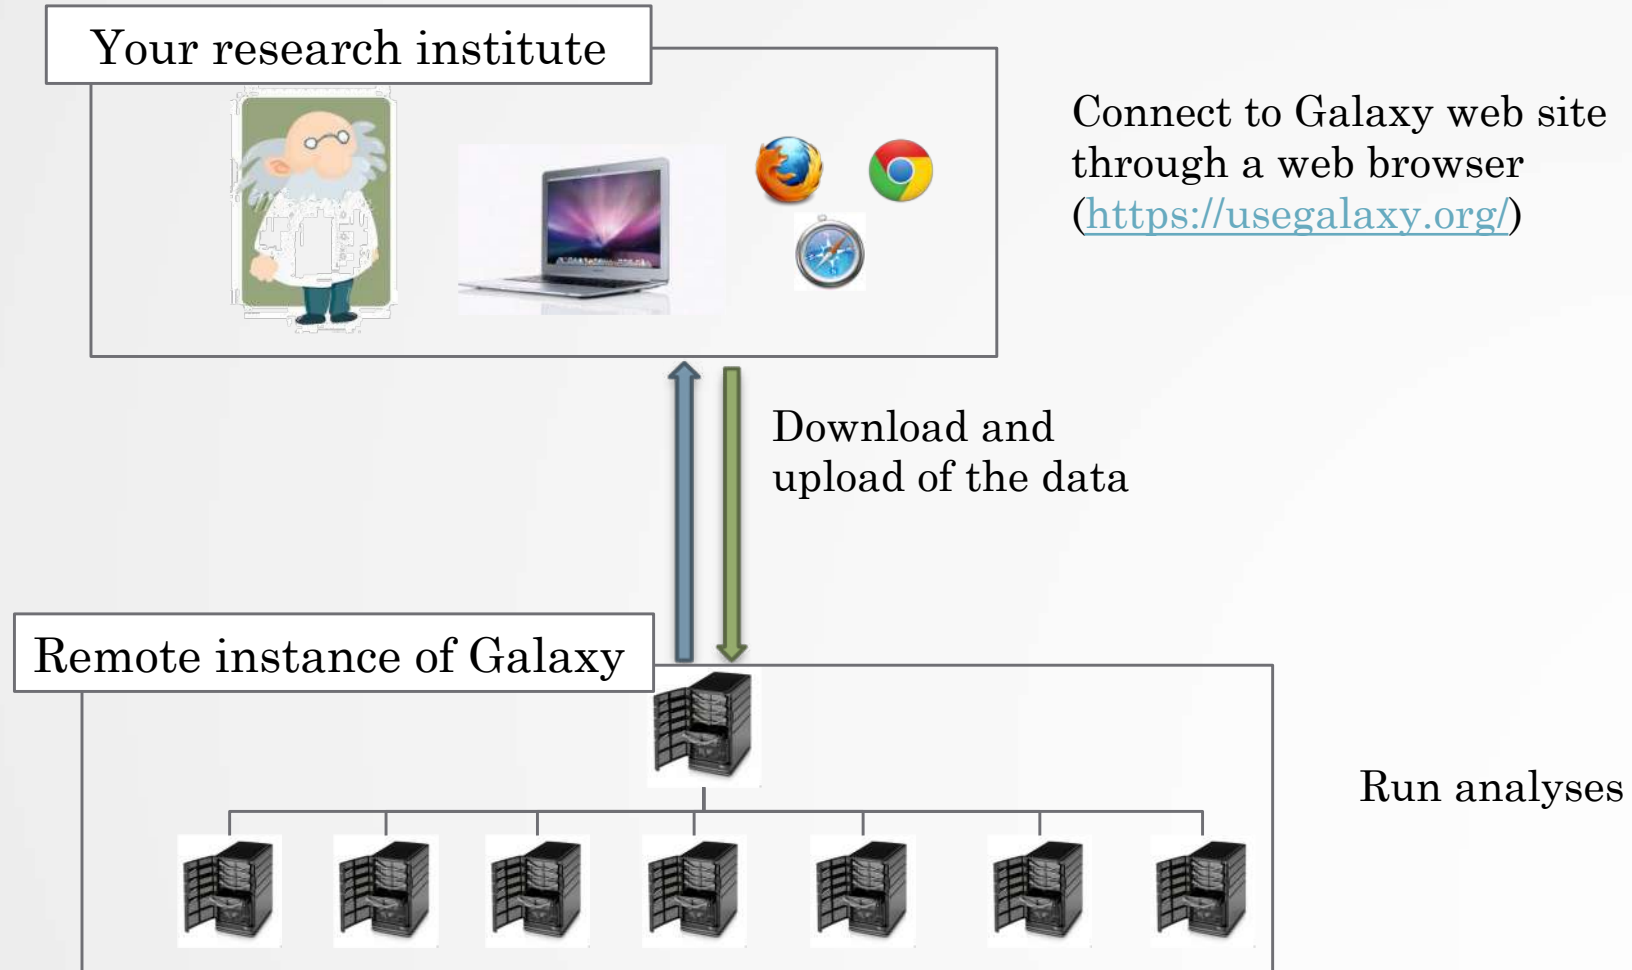 Your research institute
Connect to Galaxy web site
through a web browser
(https://usegalaxy.org/)
Download and
upload of the data
Remote instance of Galaxy
Run analyses